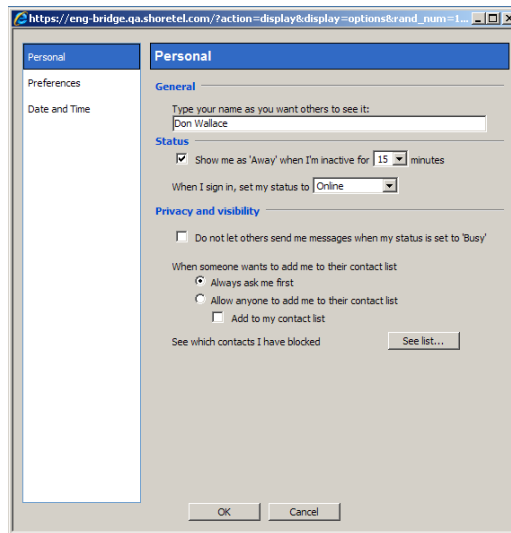 https://eng-bridge.qa.shoretel.com/?action=display&display=options&rand_num=1...
Personal
Preferences
Date and Time
Personal
General
Type your name as you want others to see it:
Don Wallace
Status
Show me as 'Away' when I'm inactive for 15 minutes
When I sign in, set my status to Online
Privacy and visibility
Do not let others send me messages when my status is set to 'Busy'
When someone wants to add me to their contact list
Always ask me first
Allow anyone to add me to their contact list
Add to my contact list
See which contacts I have blocked See list...
OK Cancel